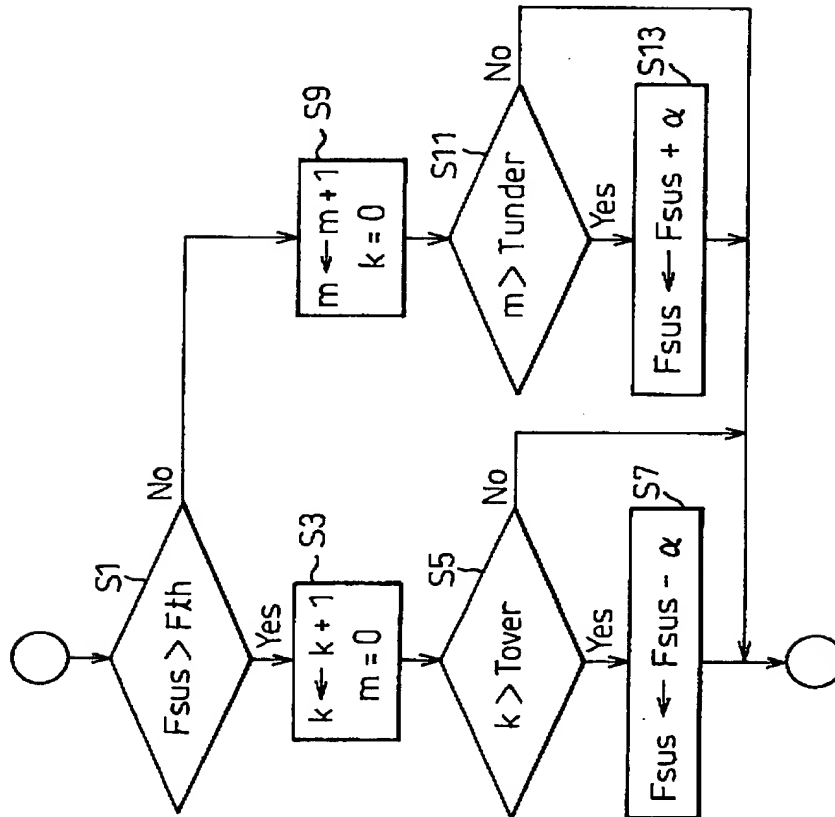 S1
Fsus > Fth
No
Yes
S3
k ← k + 1
m = 0
S5
k > Tover
No
Yes
S7
Fsus ← Fsus - α
S9
m ← m + 1
k = 0
S11
m > Tunder
No
Yes
S13
Fsus ← Fsus + α